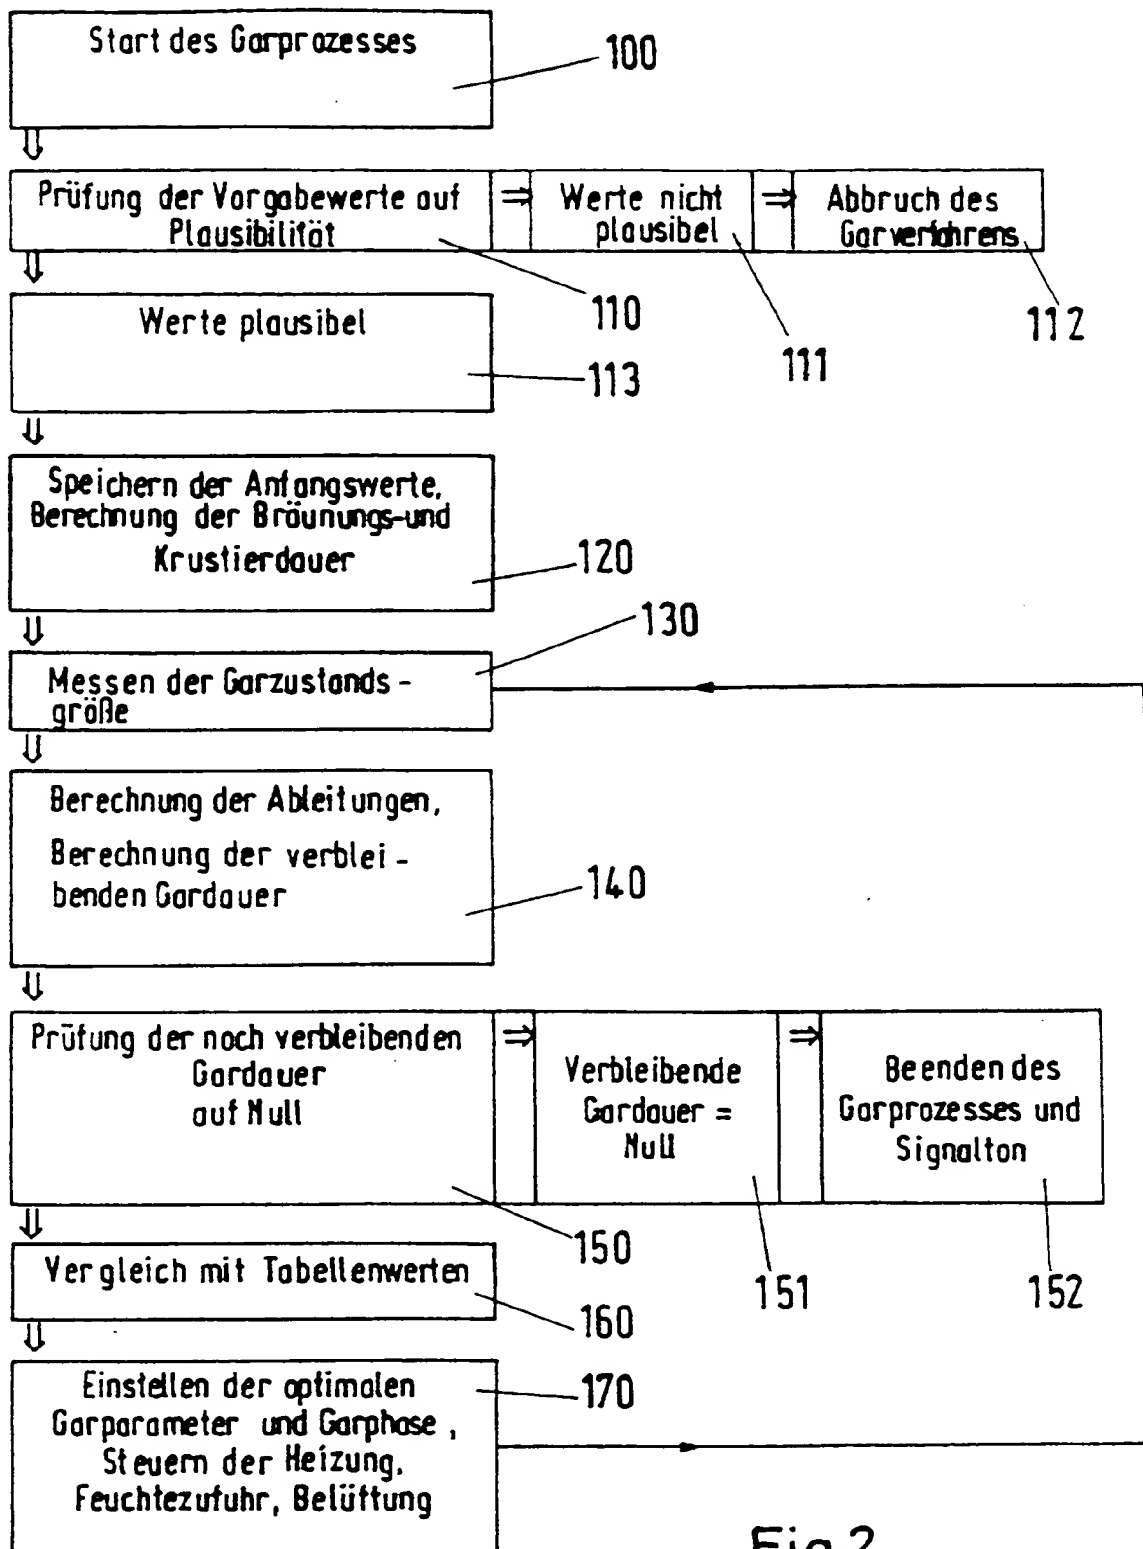 Start des Garprozesses
100
Prüfung der Vorgabewerte auf
Plausibilität
110
Werte nicht
plausibel
111
Abbruch des
Garverfahrens
112
Werte plausibel
113
Speichern der Anfangswerte,
Berechnung der Bräunungs-und
Krustierdauer
120
130
Messen der Garzustands-
größe
Berechnung der Ableitungen,
Berechnung der verblei-
benden Gardauer
140
Prüfung der noch verbleibenden
Gardauer
auf Null
150
Verbleibende
Gardauer =
Null
151
Beenden des
Garprozesses und
Signalton
152
Vergleich mit Tabellenwerten
160
Einstellen der optimalen
Garparameter und Garphase,
Steuern der Heizung,
Feuchtezufuhr, Belüftung
170
Fig.2